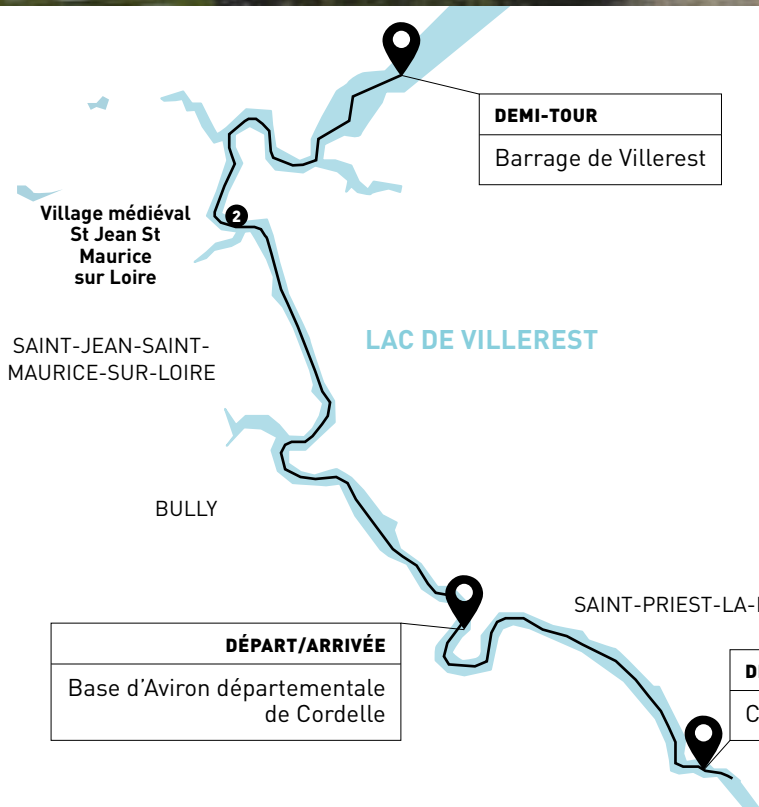 DEMI-TOUR
Barrage de Villerest
Village médiéval
St Jean St
Maurice
sur Loire
2
LAC DE VILLEREST
SAINT-JEAN-SAINT-
MAURICE-SUR-LOIRE
BULLY
SAINT-PRIEST-LA-
DÉPART/ARRIVÉE
Base d'Aviron départementale
de Cordelle